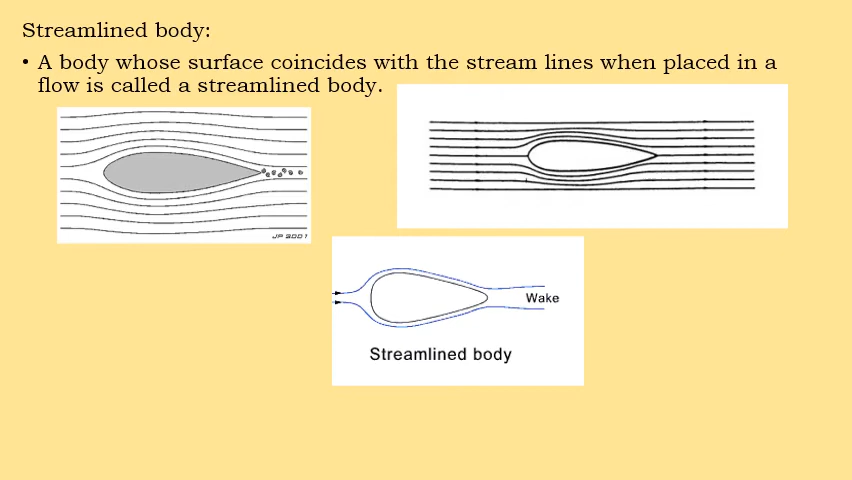 Streamlined body:
• A body whose surface coincides with the stream lines when placed in a
flow is called a streamlined body.
JP 2001
Wake
Streamlined body